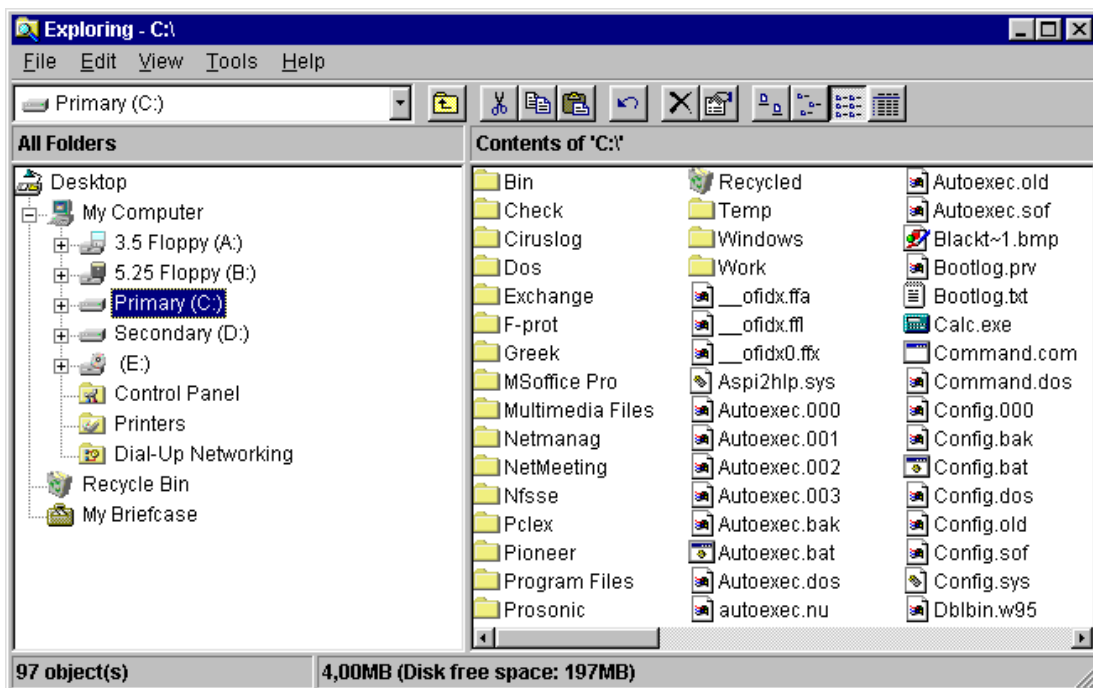 Exploring - C:\
File Edit View Tools Help
Primary (C:)
All Folders
Contents of 'C:\'
Desktop
My Computer
3.5 Floppy (A:)
5.25 Floppy (B:)
Primary (C:)
Secondary (D:)
(E:)
Control Panel
Printers
Dial-Up Networking
Recycle Bin
My Briefcase
Bin
Check
Ciruslog
Dos
Exchange
F-prot
Greek
MSoffice Pro
Multimedia Files
Netmanag
NetMeeting
Nfsse
Pclex
Pioneer
Program Files
Prosonic
Recycled
Temp
Windows
Work
__ofidx.ffa
__ofidx.ffl
__ofidx0.ffx
Aspi2hlp.sys
Autoexec.000
Autoexec.001
Autoexec.002
Autoexec.003
Autoexec.bak
Autoexec.bat
Autoexec.dos
autoexec.nu
Autoexec.old
Autoexec.sof
Blackt~1.bmp
Bootlog.prv
Bootlog.txt
Calc.exe
Command.com
Command.dos
Config.000
Config.bak
Config.bat
Config.dos
Config.old
Config.sof
Config.sys
Dblbin.w95
97 object(s)
4,00MB (Disk free space: 197MB)